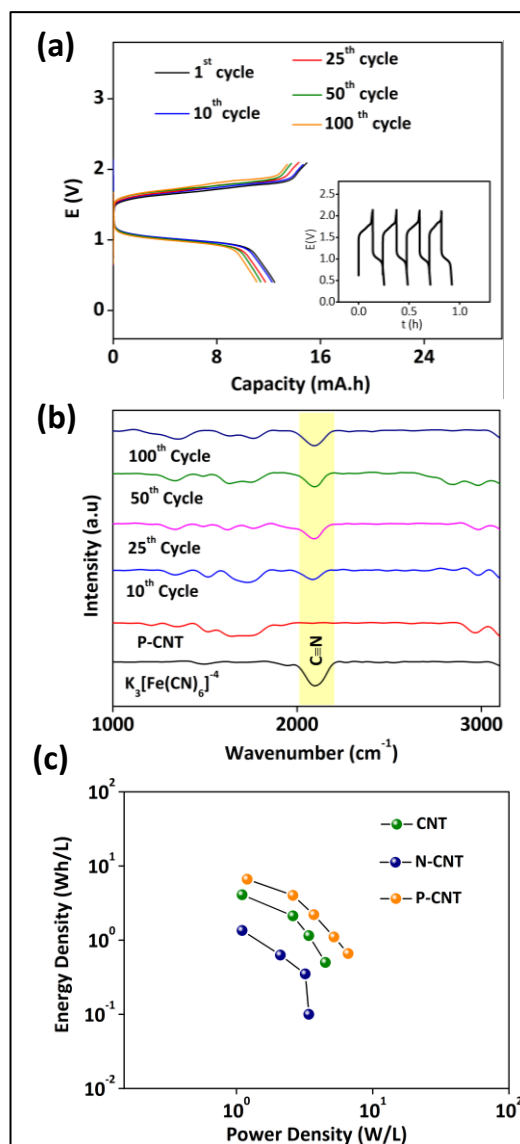 (a)
1st cycle
10th cycle
25th cycle
50th cycle
100 th cycle
E (V)
3
2
1
0
0
8
16
24
Capacity (mA.h)
E(V)
2.5
2.0
1.5
1.0
0.5
0.0
0.0
0.5
1.0
t (h)
(b)
Intensity (a.u)
100th Cycle
50th Cycle
25th Cycle
10th Cycle
P-CNT
K3[Fe(CN)6]-4
C≡N
1000
2000
3000
Wavenumber (cm-1)
(c)
Energy Density (Wh/L)
10^2
10^1
10^0
10^-1
10^-2
CNT
N-CNT
P-CNT
10^0
10^1
10^2
Power Density (W/L)